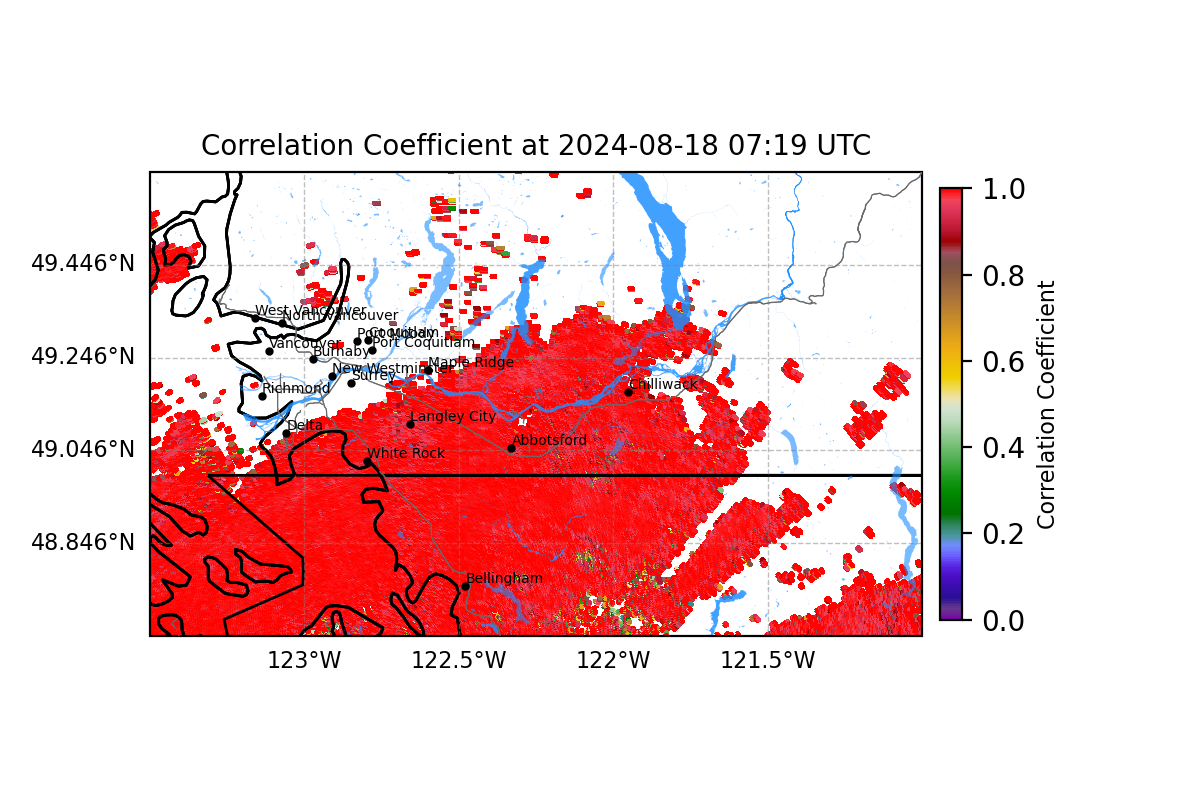 Correlation Coefficient at 2024-08-18 07:19 UTC
1.0
0.8
0.6
0.4
0.2
0.0
Correlation Coefficient
49.446°N
49.246°N
49.046°N
48.846°N
West Vancouver
North Vancouver
Port Moody
Coquitlam
Vancouver
Port Coquitlam
Burnaby
Maple Ridge
New Westminster
Surrey
Richmond
Chilliwack
Langley City
Delta
Abbotsford
White Rock
Bellingham
123°W
122.5°W
122°W
121.5°W